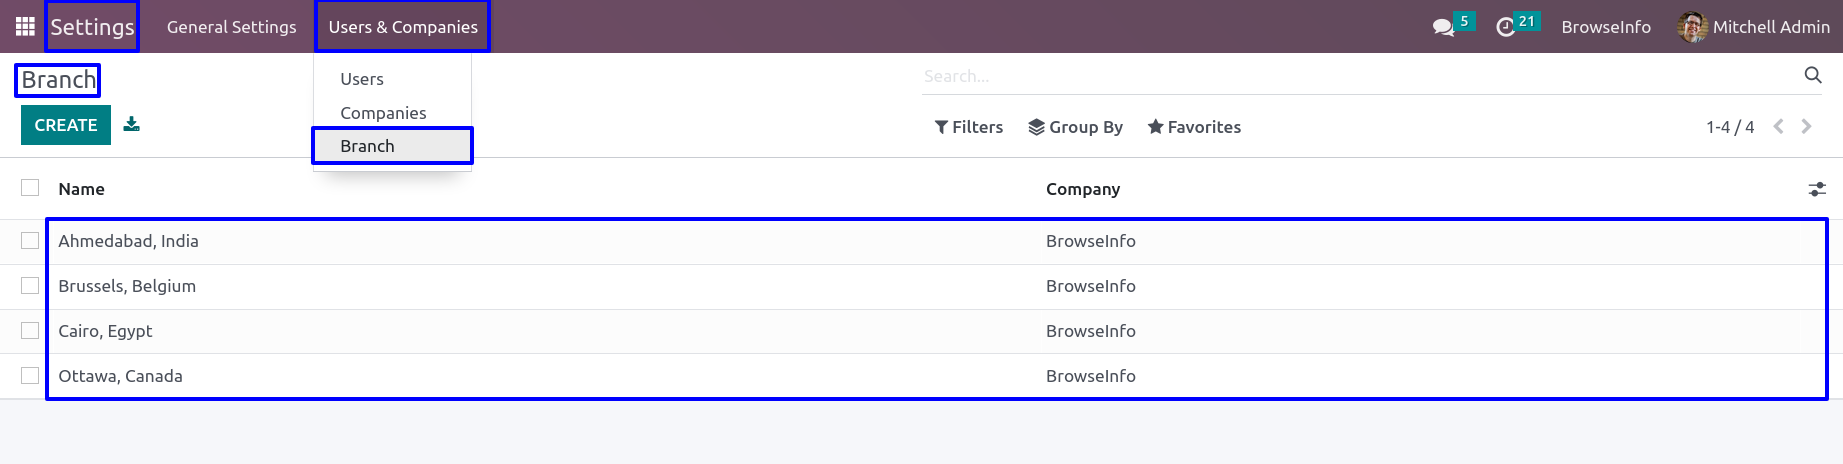 Settings General Settings Users & Companies 5 21 BrowseInfo Mitchell Admin
Branch Users Search...
Companies
CREATE Filters Group By Favorites 1-4 / 4
Branch
Name Company
Ahmedabad, India BrowseInfo
Brussels, Belgium BrowseInfo
Cairo, Egypt BrowseInfo
Ottawa, Canada BrowseInfo